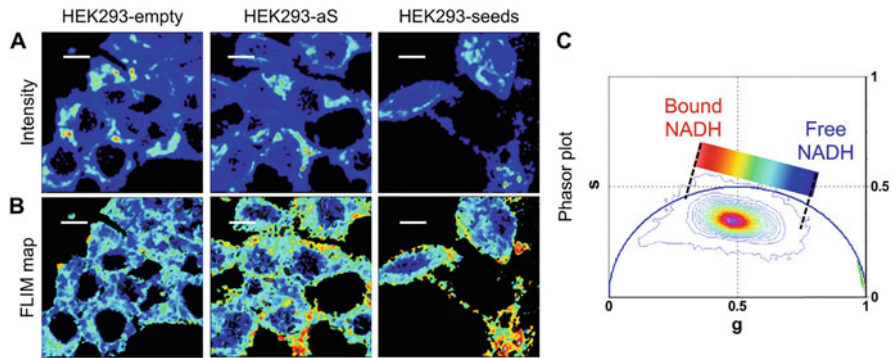 HEK293-empty HEK293-aS HEK293-seeds
A
Intensity
B
FLIM map
C
Phasor plot
1
Bound
NADH
Free
NADH
s
0.5
0
0
0.5
1
g